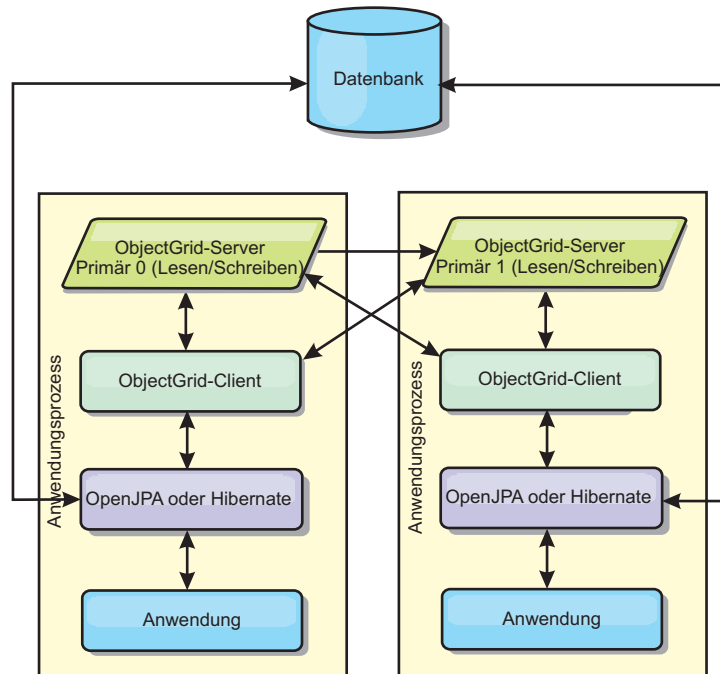 Datenbank
ObjectGrid-Server
Primär 0 (Lesen/Schreiben)
ObjectGrid-Client
OpenJPA oder Hibernate
Anwendung
Anwendungsprozess
ObjectGrid-Server
Primär 1 (Lesen/Schreiben)
ObjectGrid-Client
OpenJPA oder Hibernate
Anwendung
Anwendungsprozess